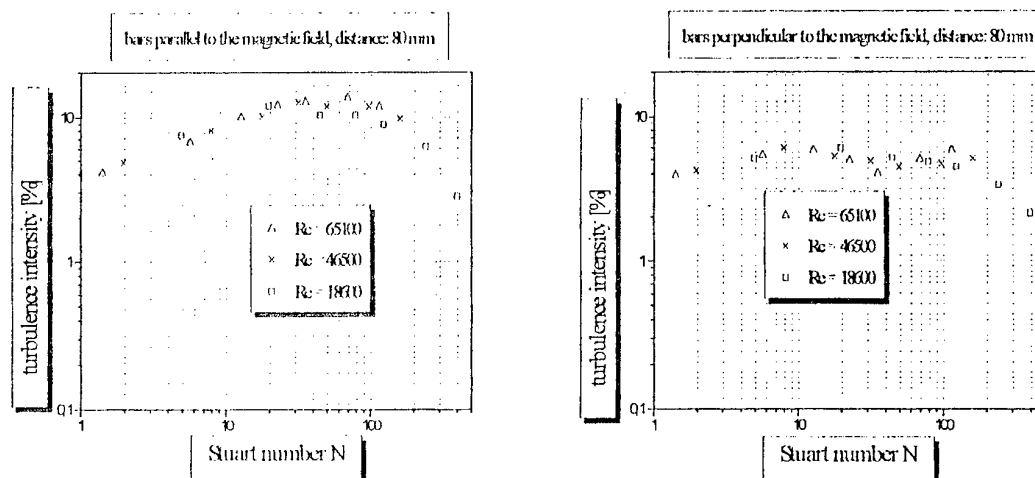 bars parallel to the magnetic field, distance: 80 mm
turbulence intensity [%]
10
1
0,1
Re = 65100
Re = 46500
Re = 18600
1
10
100
Stuart number N
bars perpendicular to the magnetic field, distance: 80 mm
turbulence intensity [%]
10
1
0,1
Re = 65100
Re = 46500
Re = 18600
1
10
100
Stuart number N